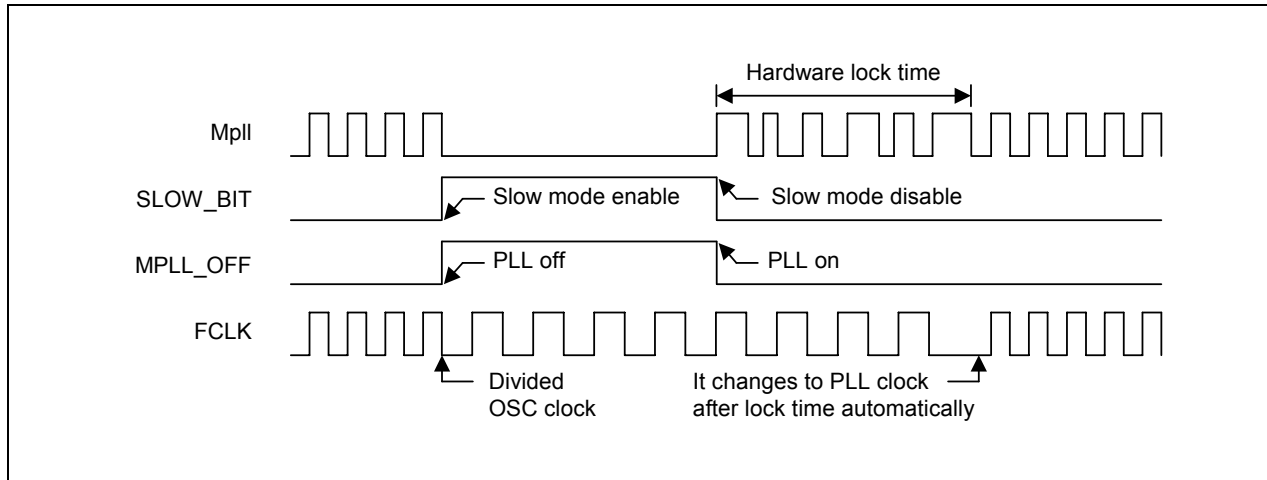 Hardware lock time
Mpll
SLOW_BIT
Slow mode enable
Slow mode disable
MPLL_OFF
PLL off
PLL on
FCLK
Divided
OSC clock
It changes to PLL clock
after lock time automatically